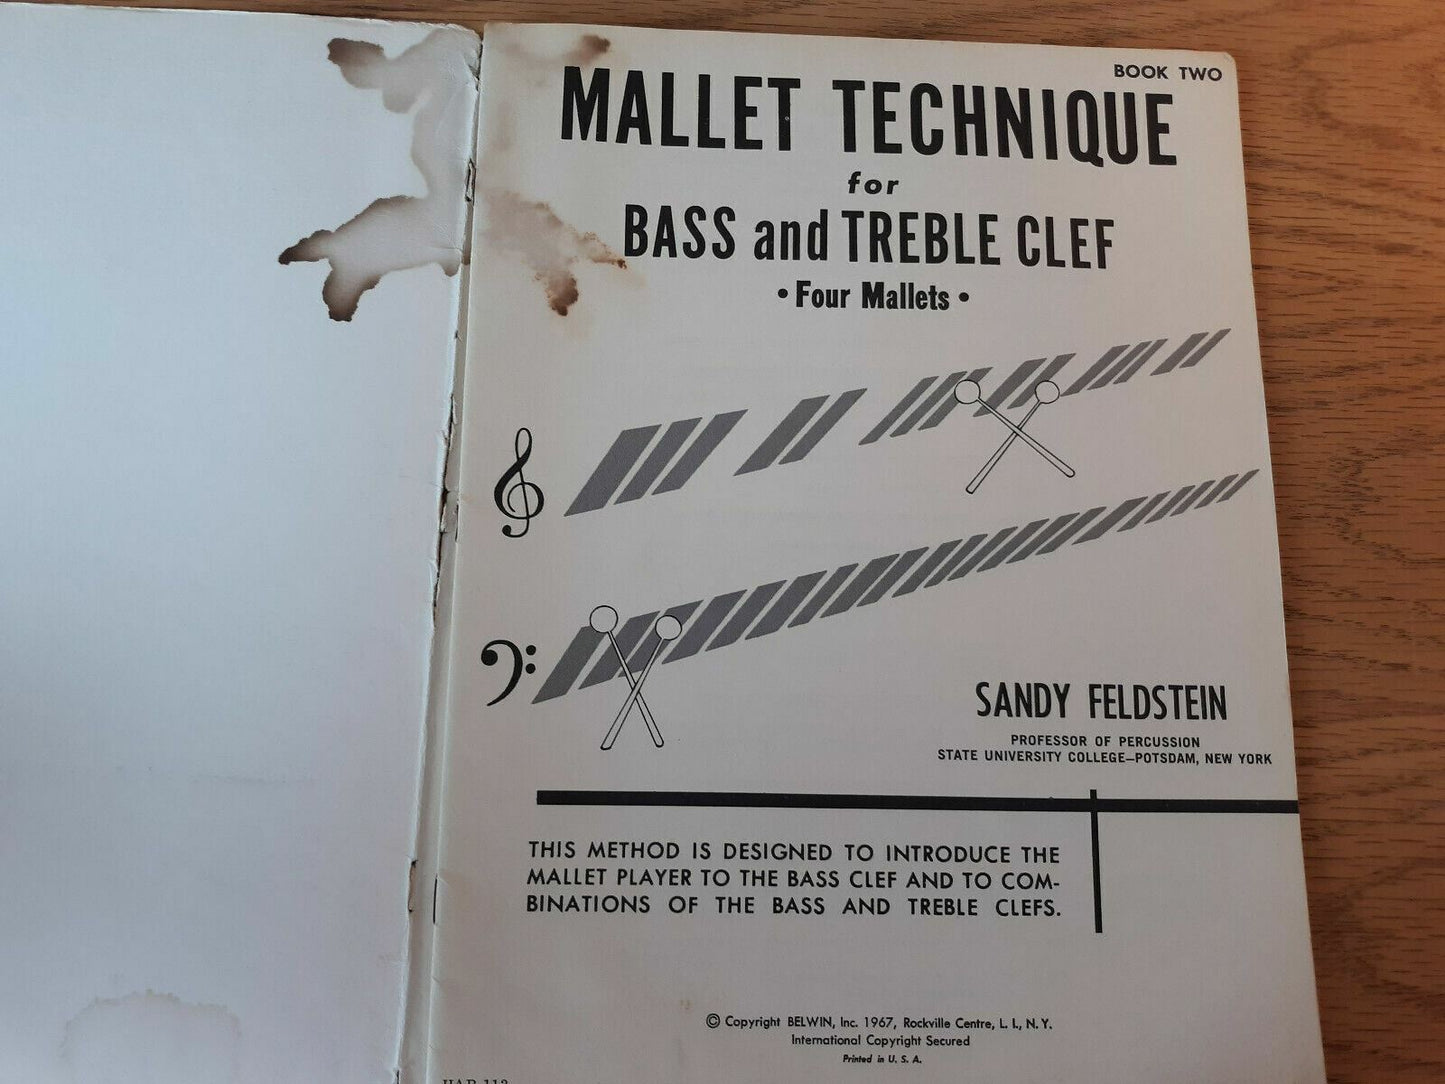 BOOK TWO
MALLET TECHNIQUE
for
BASS and TREBLE CLEF
• Four Mallets •
SANDY FELDSTEIN
PROFESSOR OF PERCUSSION
STATE UNIVERSITY COLLEGE—POTSDAM, NEW YORK
THIS METHOD IS DESIGNED TO INTRODUCE THE
MALLET PLAYER TO THE BASS CLEF AND TO COM-
BINATIONS OF THE BASS AND TREBLE CLEFS.
© Copyright BELWIN, Inc. 1967, Rockville Centre, L. I., N. Y.
International Copyright Secured
Printed in U. S. A.